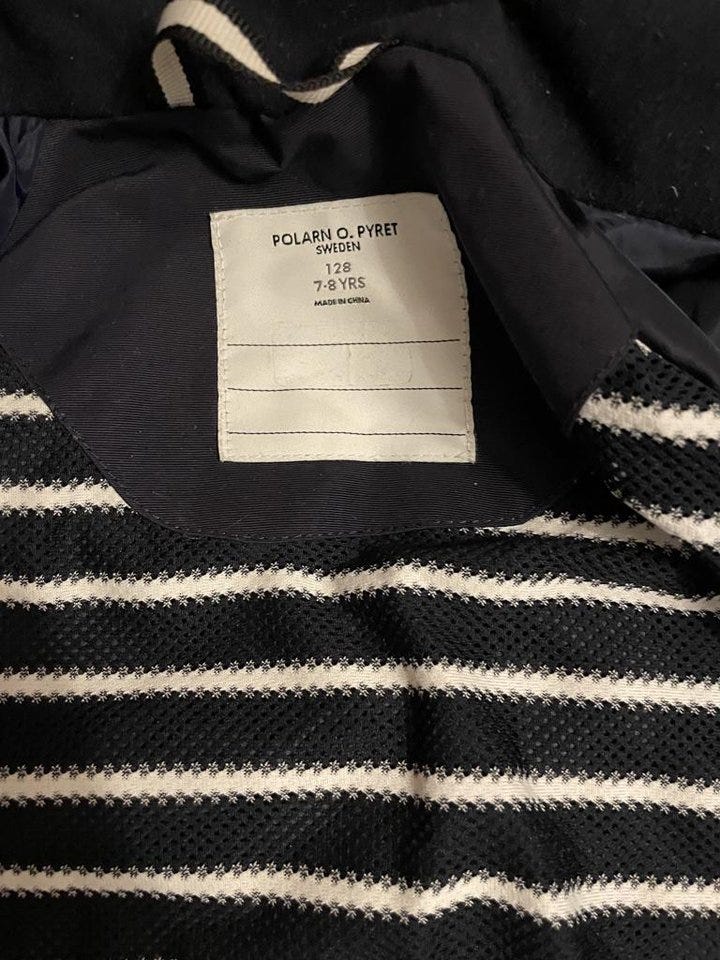 POLARN O. PYRET
SWEDEN
128
7-8 YRS
MADE IN CHINA